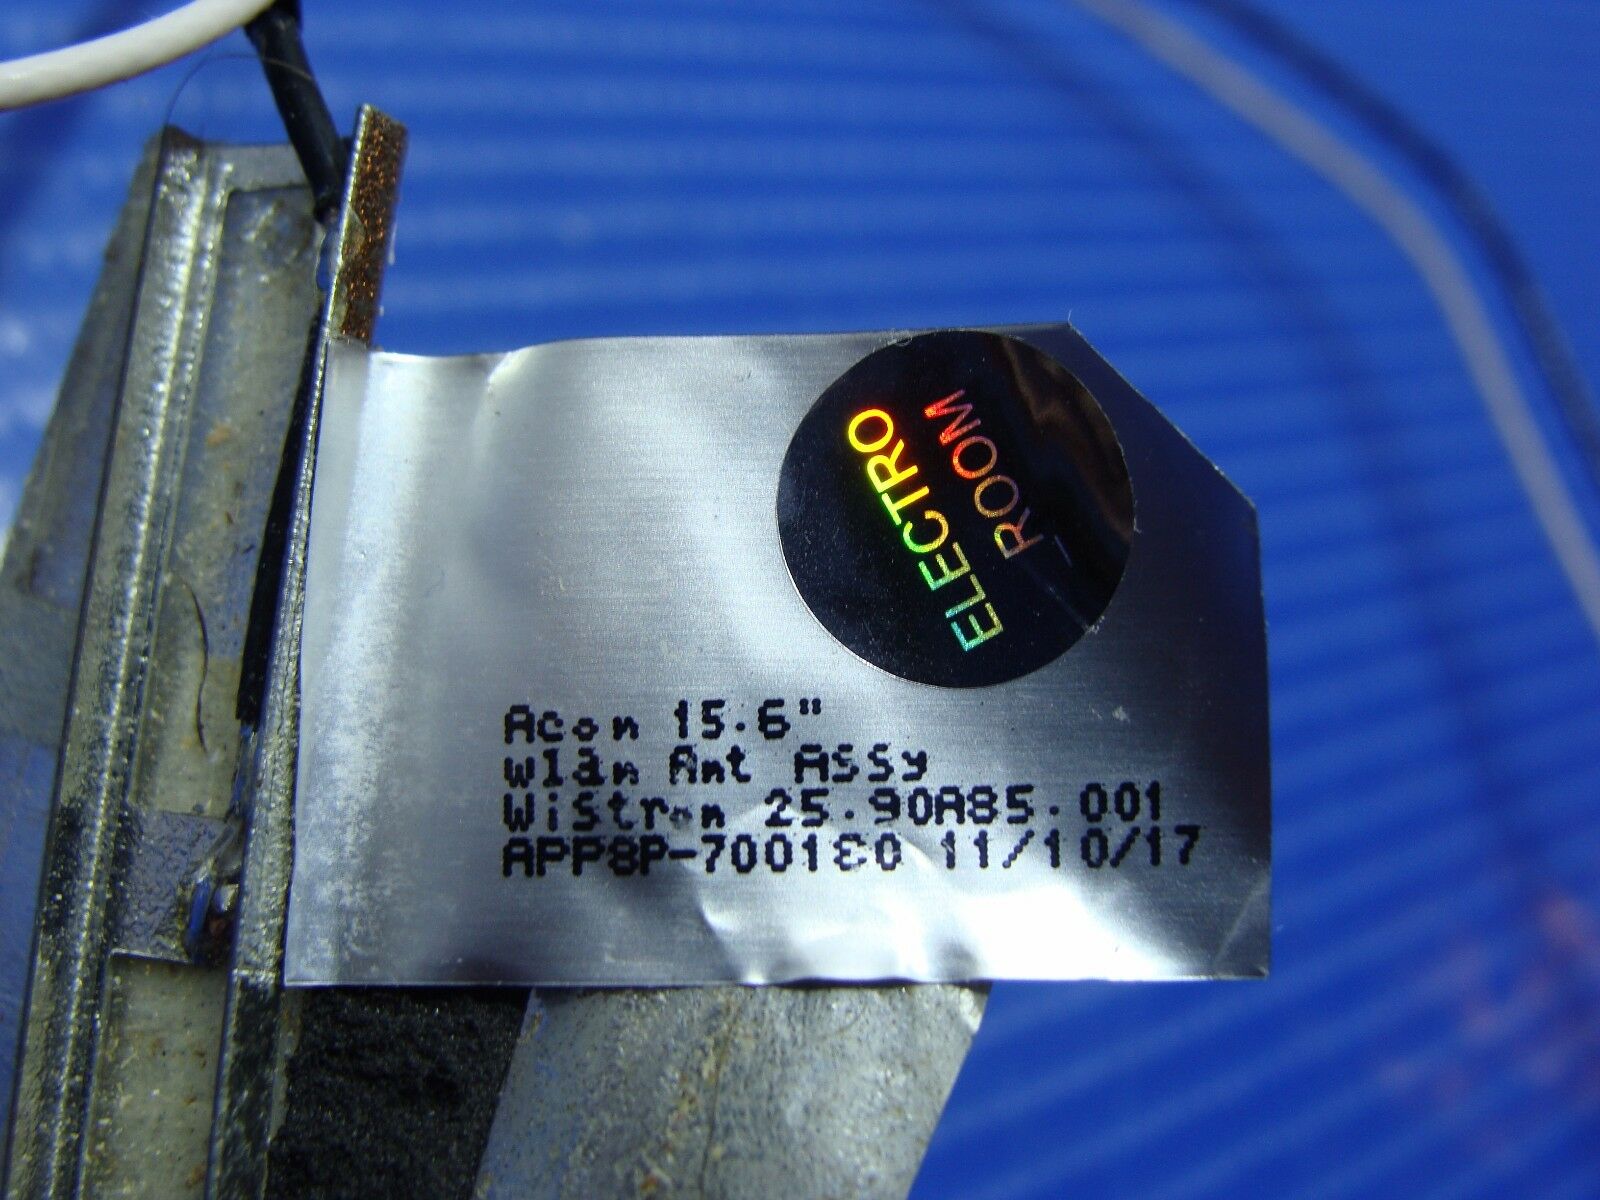 ELECTRO
ROOM
Acon 15.6"
wlan Ant Assy
Wistron 25.90A85.001
APP8P-700180 11/10/17